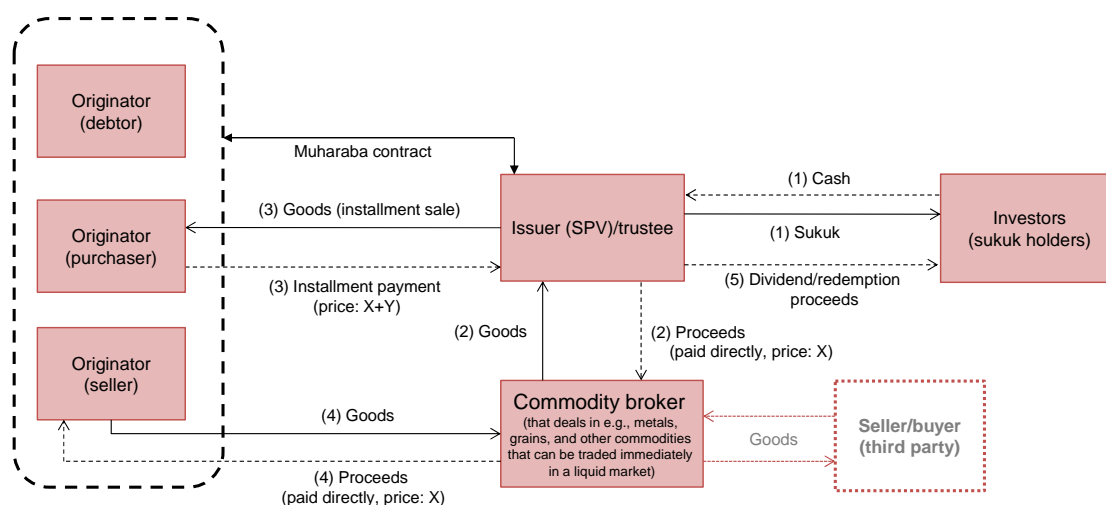 Originator
(debtor)
Muharaba contract
(1) Cash
(3) Goods (installment sale)
Originator
(purchaser)
Issuer (SPV)/trustee
(1) Sukuk
Investors
(sukuk holders)
(3) Installment payment
(price: X+Y)
(5) Dividend/redemption
proceeds
(2) Goods
(2) Proceeds
(paid directly, price: X)
Originator
(seller)
(4) Goods
Commodity broker
(that deals in e.g., metals,
grains, and other commodities
that can be traded immediately
in a liquid market)
Goods
Seller/buyer
(third party)
(4) Proceeds
(paid directly, price: X)